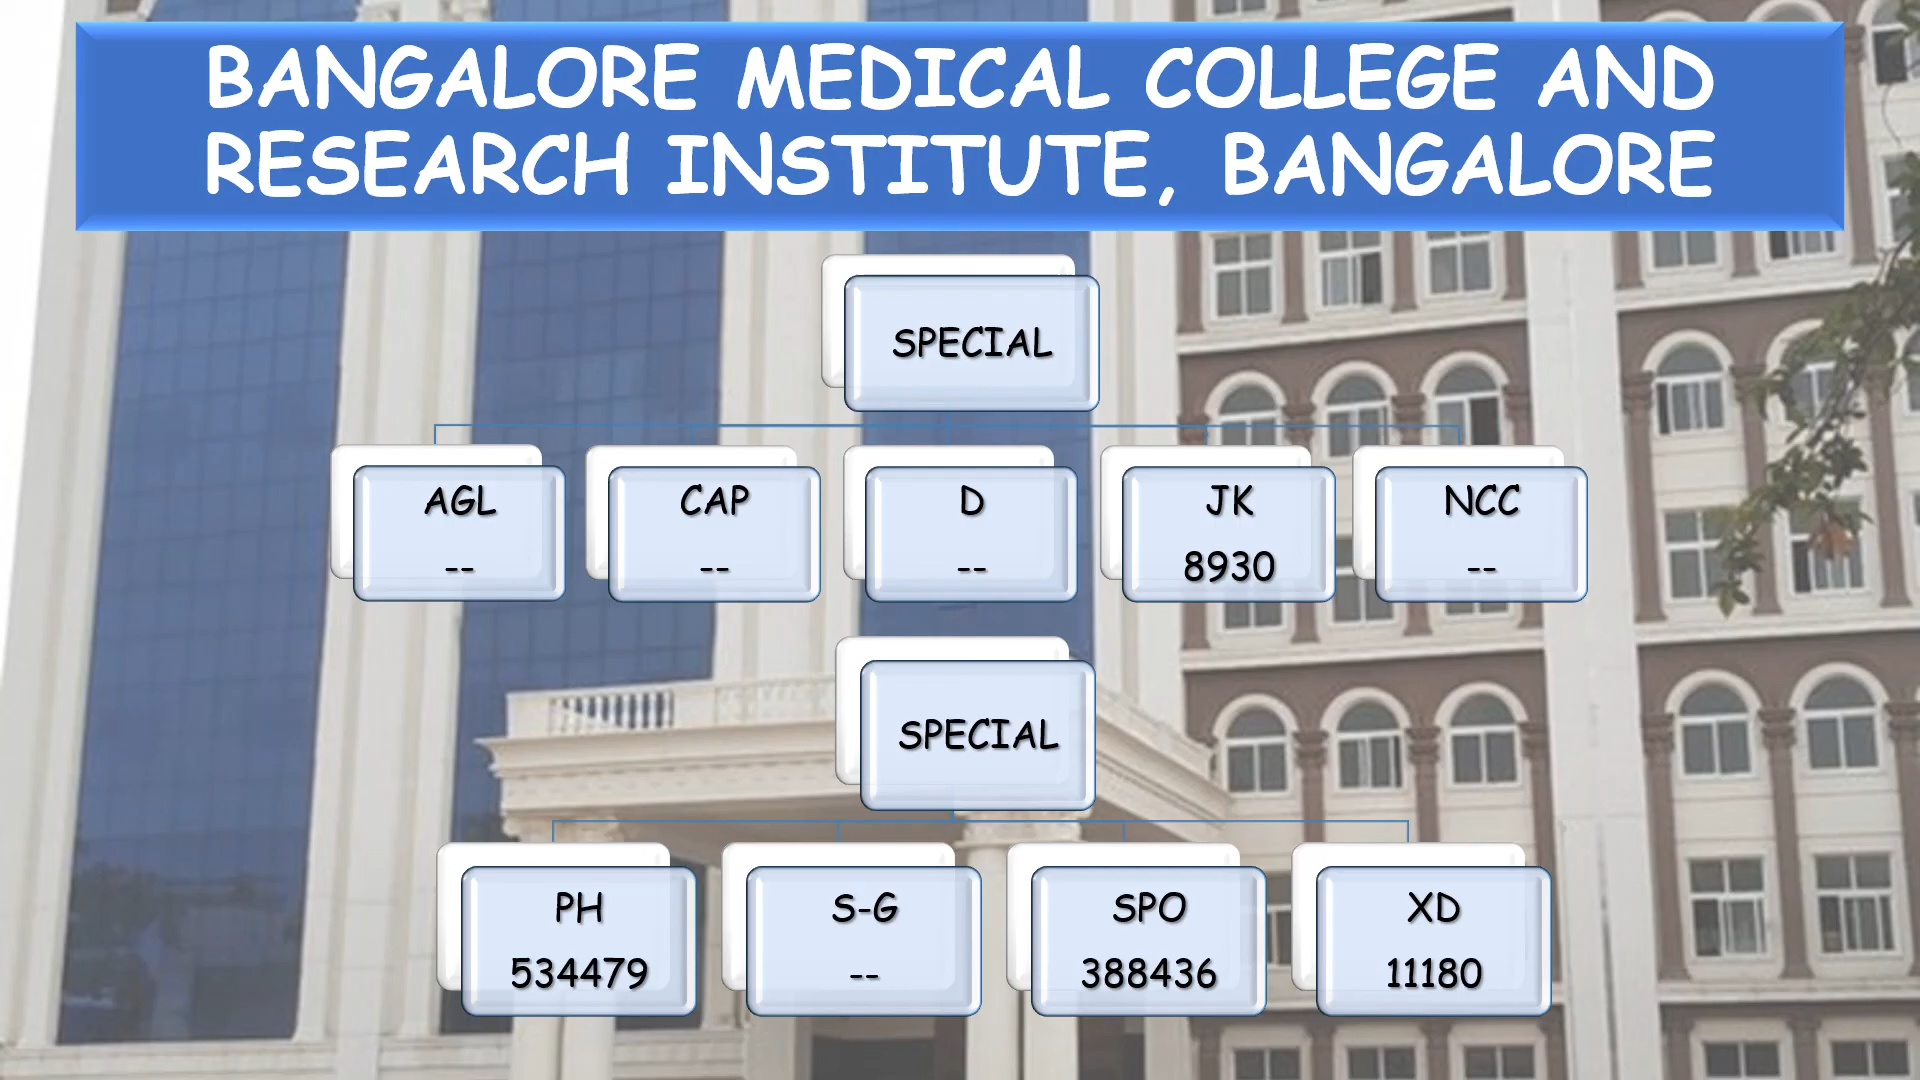 BANGALORE MEDICAL COLLEGE AND
RESEARCH INSTITUTE, BANGALORE
SPECIAL
AGL
--
CAP
--
D
--
JK
8930
NCC
--
SPECIAL
PH
534479
S-G
--
SPO
388436
XD
11180